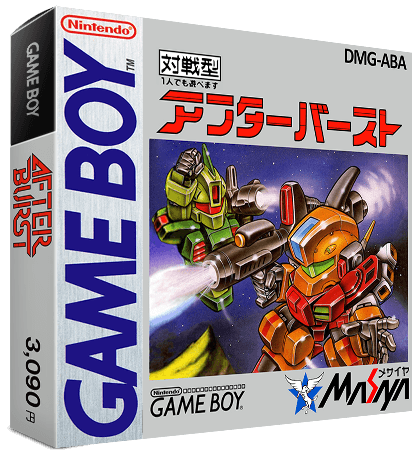 GAME BOY
AFTER
BURST
3,090円
Nintendo®
GAME BOY™
対戦型
1人でも遊べます
DMG-ABA
アフターバースト
Nintendo
GAME BOY
メサイヤ
MASAYA